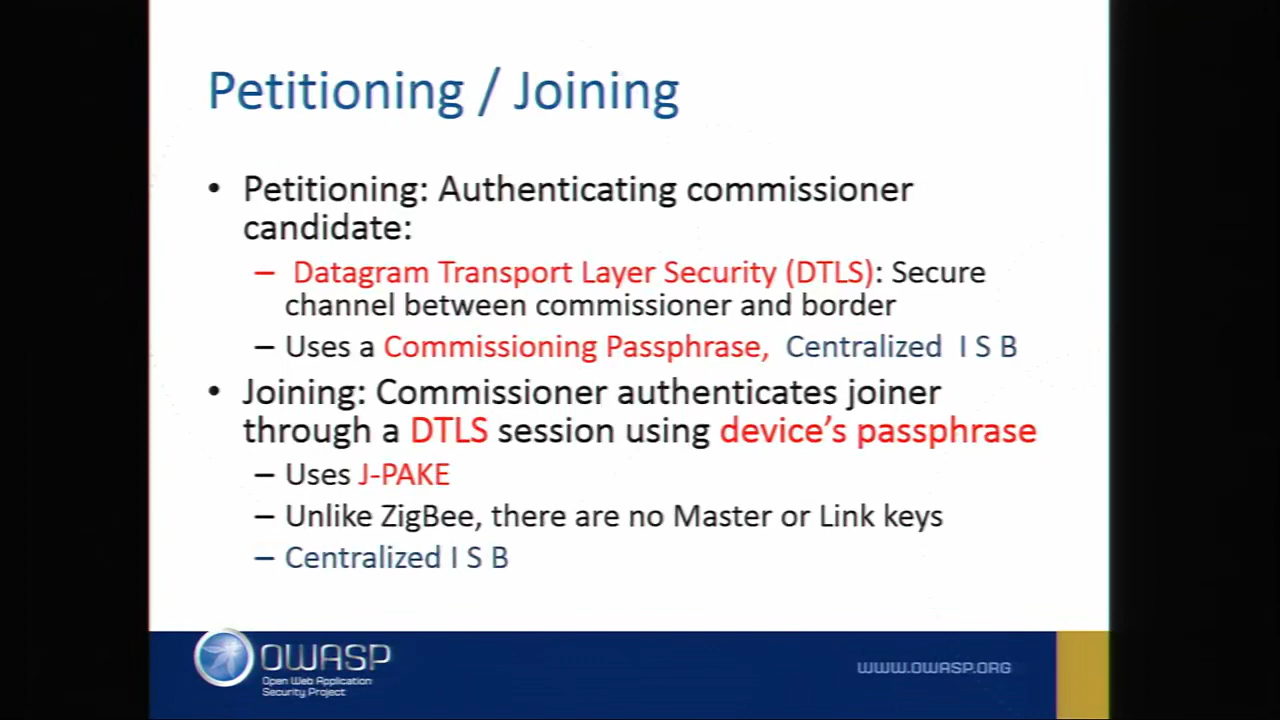 Petitioning / Joining
• Petitioning: Authenticating commissioner
candidate:
– Datagram Transport Layer Security (DTLS): Secure
channel between commissioner and border
– Uses a Commissioning Passphrase, Centralized I S B
• Joining: Commissioner authenticates joiner
through a DTLS session using device's passphrase
– Uses J-PAKE
– Unlike ZigBee, there are no Master or Link keys
– Centralized I S B
OWASP
Open Web Application
Security Project
WWW.OWASP.ORG